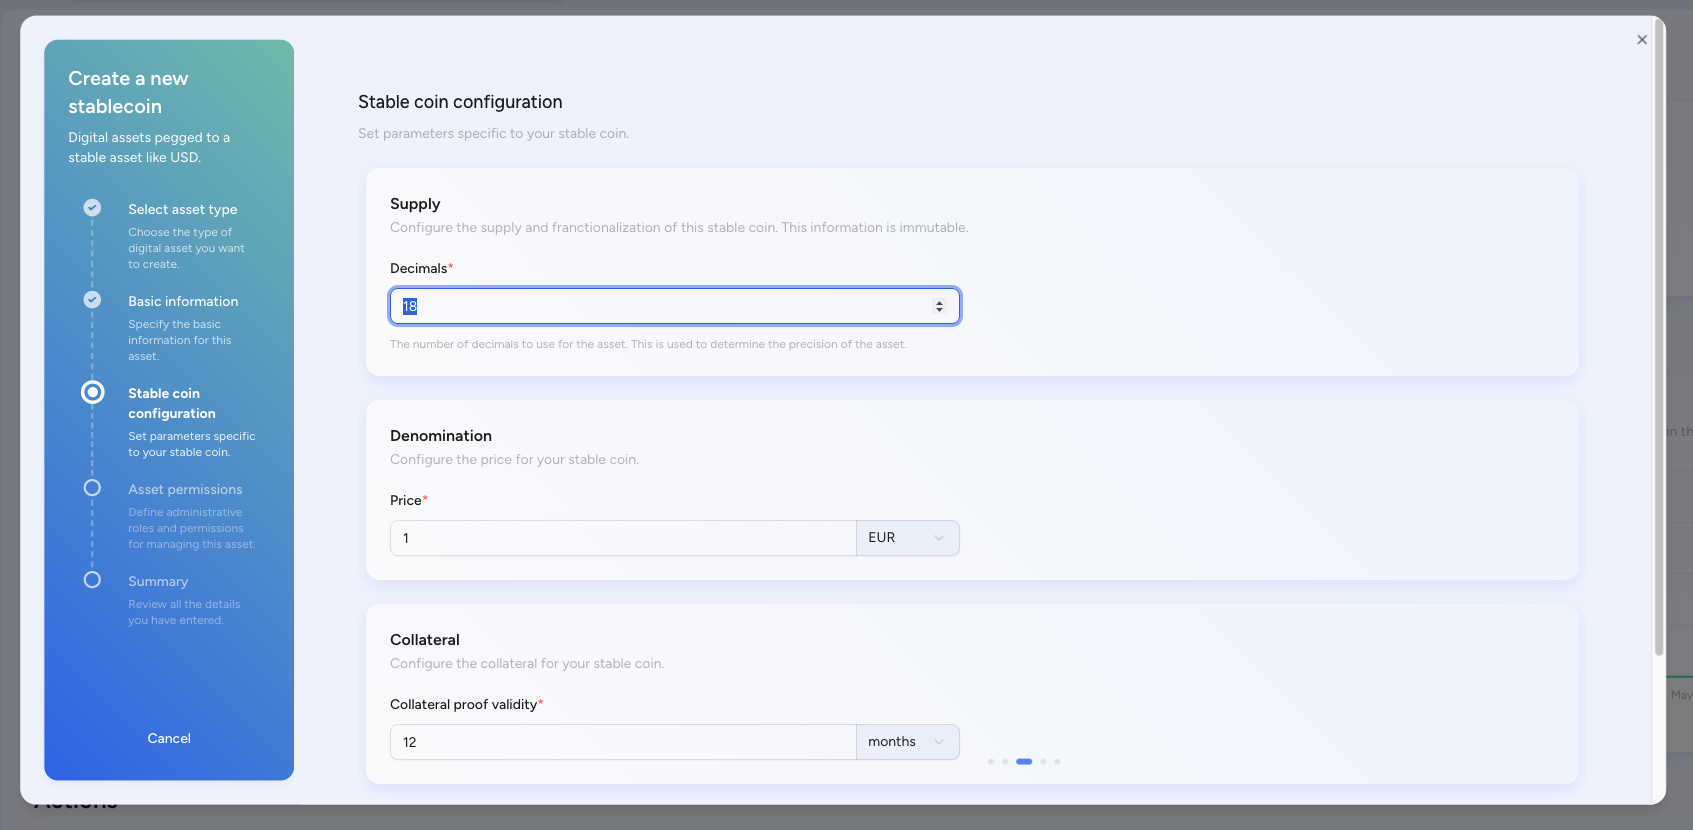 Create a new
stablecoin
Digital assets pegged to a
stable asset like USD.
Select asset type
Choose the type of
digital asset you want
to create.
Basic information
Specify the basic
information for this
asset.
Stable coin
configuration
Set parameters specific
to your stable coin.
Asset permissions
Define administrative
roles and permissions
for managing this asset.
Summary
Review all the details
you have entered.
Cancel
Stable coin configuration
Set parameters specific to your stable coin.
Supply
Configure the supply and franctionalization of this stable coin. This information is immutable.
Decimals*
18
The number of decimals to use for the asset. This is used to determine the precision of the asset.
Denomination
Configure the price for your stable coin.
Price*
1 EUR
Collateral
Configure the collateral for your stable coin.
Collateral proof validity*
12 months
in th
May